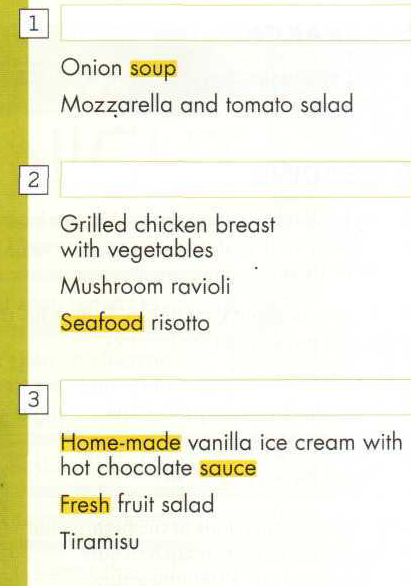 1
Onion soup
Mozzarella and tomato salad
2
Grilled chicken breast
with vegetables
Mushroom ravioli
Seafood risotto
3
Home-made vanilla ice cream with
hot chocolate sauce
Fresh fruit salad
Tiramisu